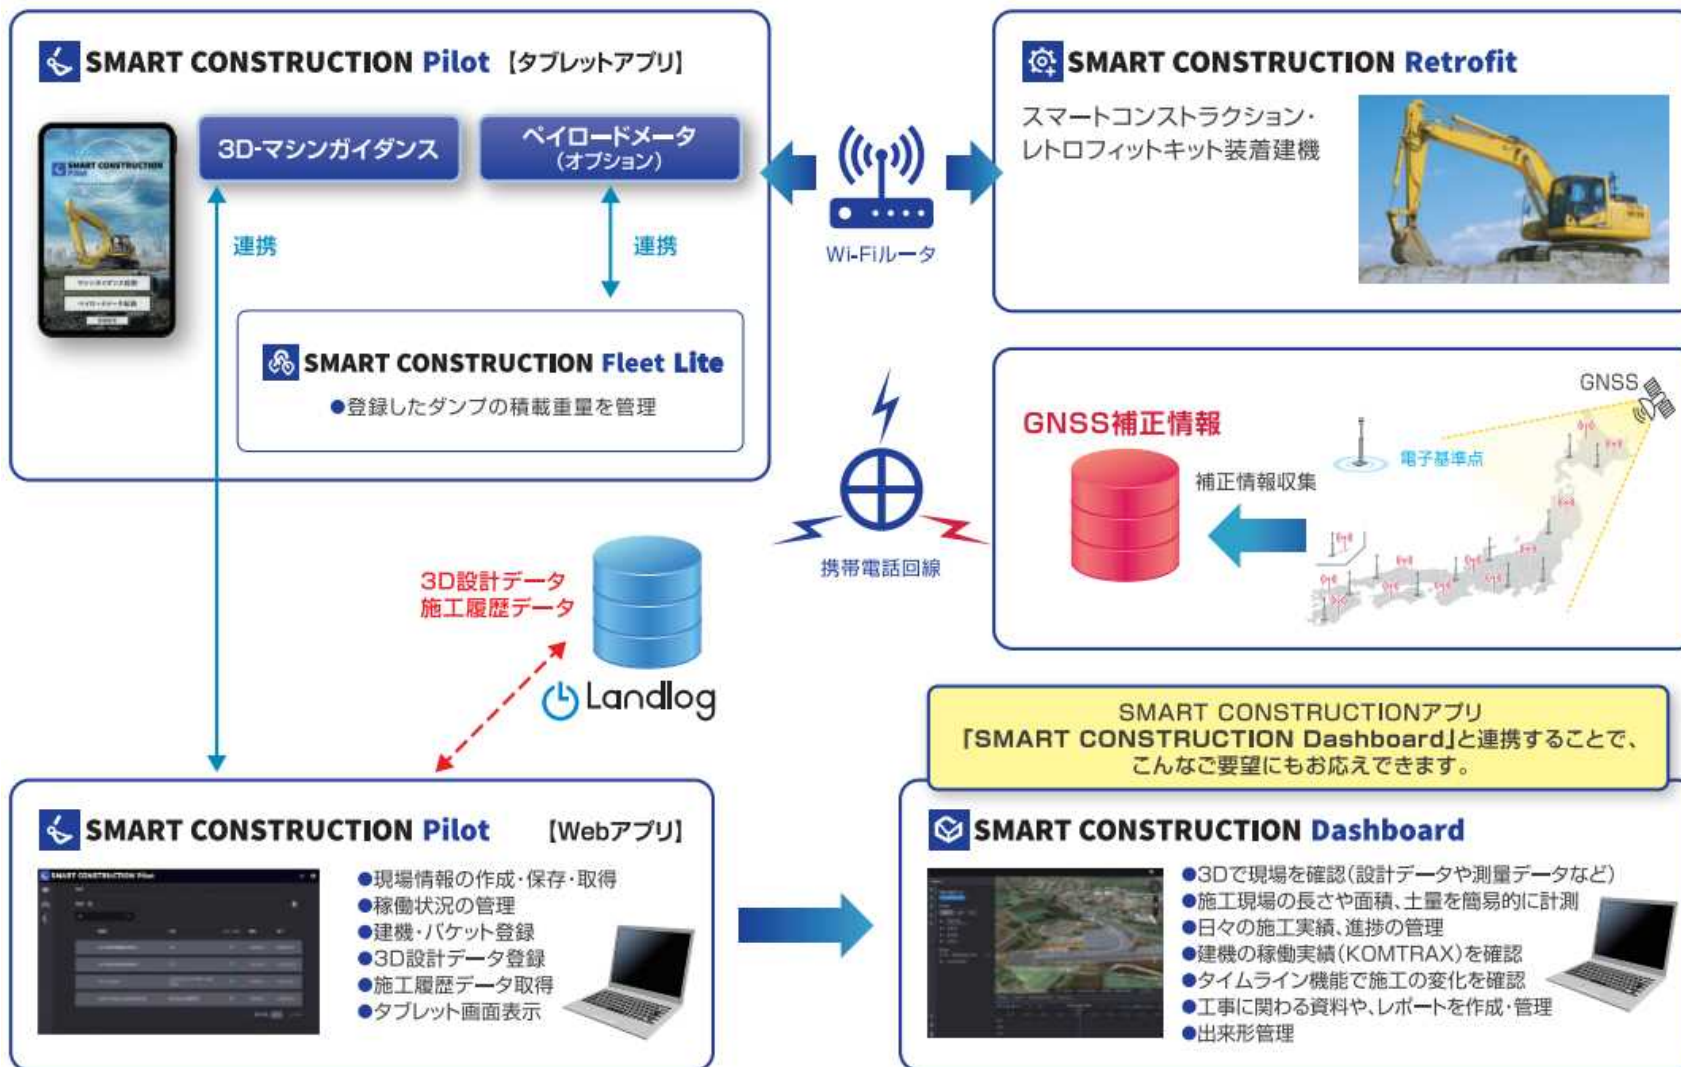 SMART CONSTRUCTION Pilot 【タブレットアプリ】
SMART CONSTRUCTION
Pilot
3D-マシンガイダンス
ペイロードメータ
(オプション)
連携
連携
SMART CONSTRUCTION Fleet Lite
●登録したダンプの積載重量を管理
Wi-Fiルータ
SMART CONSTRUCTION Retrofit
スマートコンストラクション・
レトロフィットキット装着建機
携帯電話回線
GNSS
GNSS補正情報
電子基準点
補正情報収集
3D設計データ
施工履歴データ
Landlog
SMART CONSTRUCTIONアプリ
「SMART CONSTRUCTION Dashboard」と連携することで、
こんなご要望にもお応えできます。
SMART CONSTRUCTION Pilot 【Webアプリ】
SMART CONSTRUCTION Pilot
●現場情報の作成・保存・取得
●稼働状況の管理
●建機・バケット登録
●3D設計データ登録
●施工履歴データ取得
●タブレット画面表示
SMART CONSTRUCTION Dashboard
●3Dで現場を確認(設計データや測量データなど)
●施工現場の長さや面積、土量を簡易的に計測
●日々の施工実績、進捗の管理
●建機の稼働実績(KOMTRAX)を確認
●タイムライン機能で施工の変化を確認
●工事に関わる資料や、レポートを作成・管理
●出来形管理